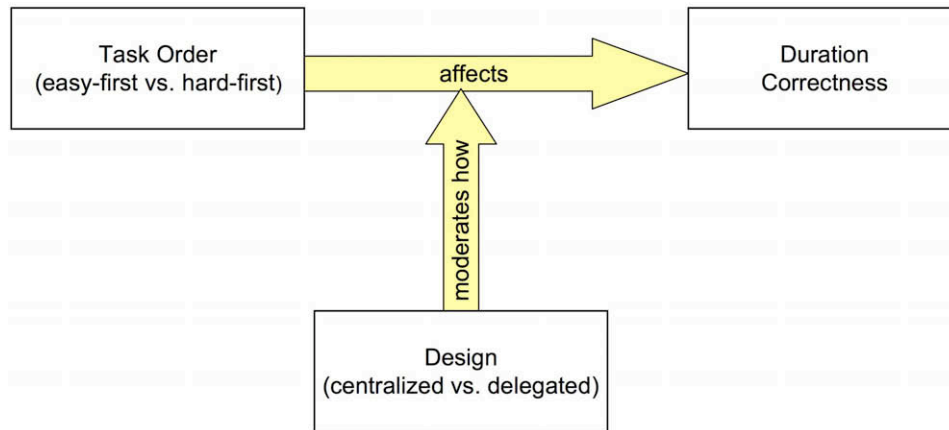 Task Order
(easy-first vs. hard-first)
affects
Duration
Correctness
moderates how
Design
(centralized vs. delegated)